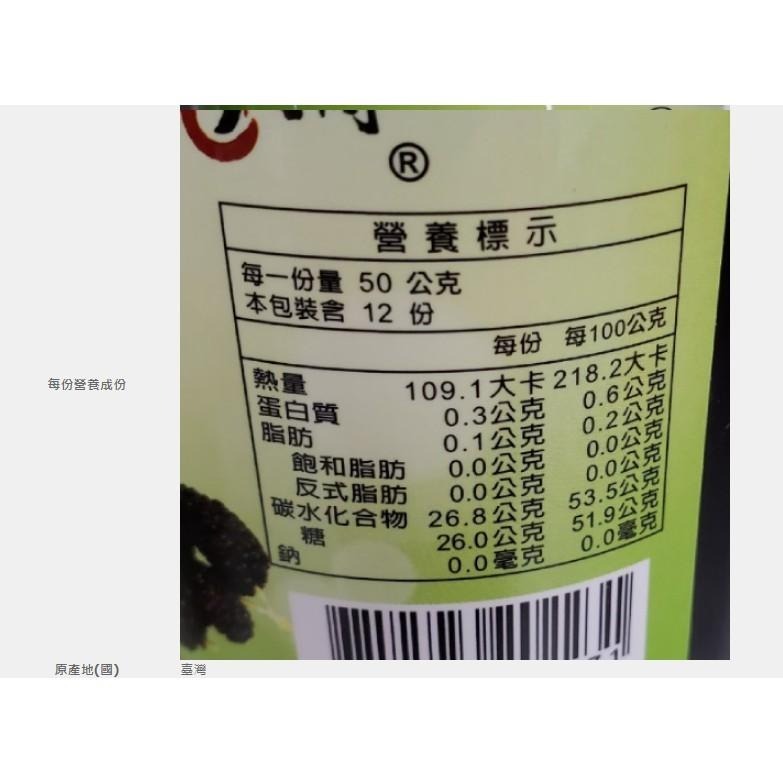 ®
營養標示
每一份量 50 公克
本包裝含 12 份
每份 每100公克
熱量 109.1大卡 218.2大卡
蛋白質 0.3公克 0.6公克
脂肪 0.1公克 0.2公克
飽和脂肪 0.0公克 0.0公克
反式脂肪 0.0公克 0.0公克
碳水化合物 26.8公克 53.5公克
糖 26.0公克 51.9公克
鈉 0.0毫克 0.0毫克
每份營養成份
原產地(國) 臺灣